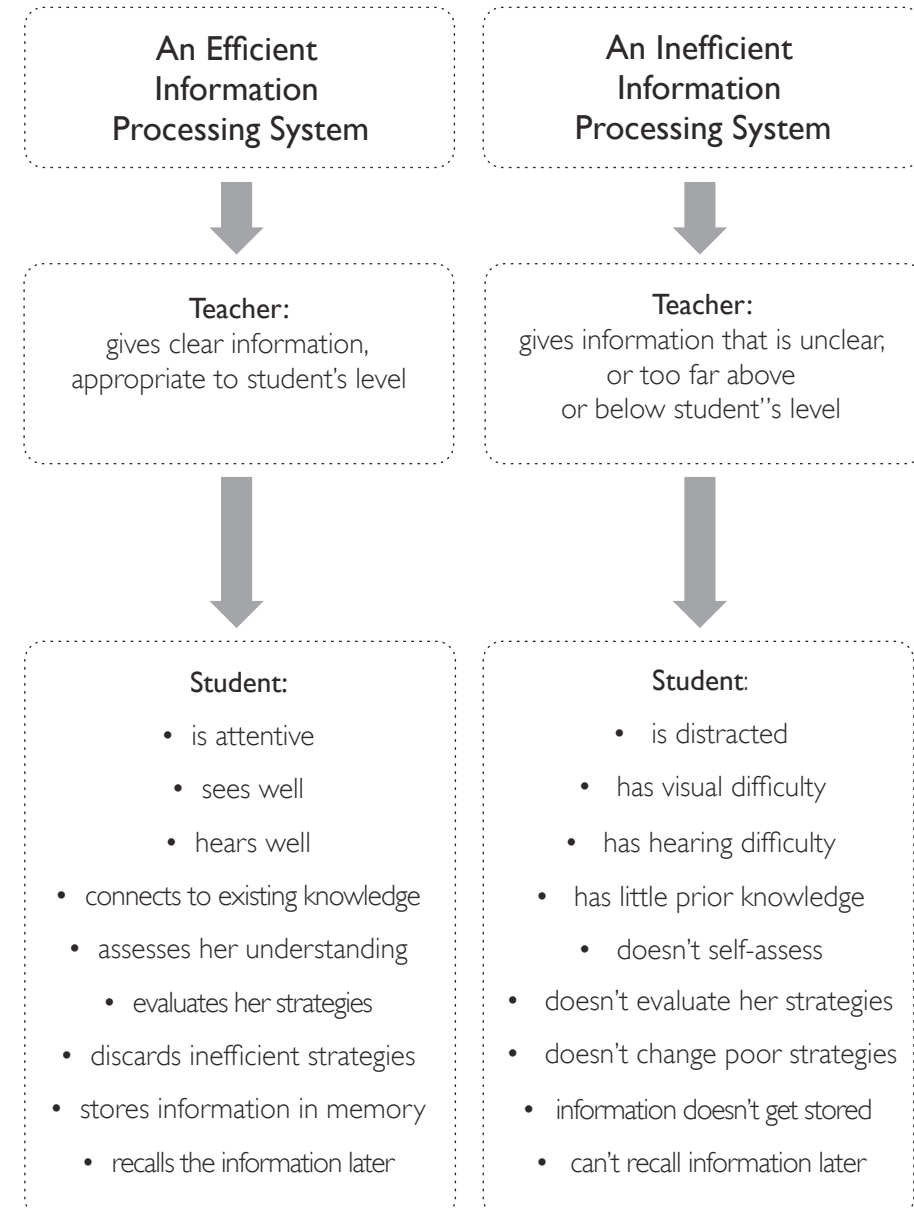 An Efficient
Information
Processing System
Teacher:
gives clear information,
appropriate to student's level
Student:
• is attentive
• sees well
• hears well
• connects to existing knowledge
• assesses her understanding
• evaluates her strategies
• discards inefficient strategies
• stores information in memory
• recalls the information later
An Inefficient
Information
Processing System
Teacher:
gives information that is unclear,
or too far above
or below student''s level
Student:
• is distracted
• has visual difficulty
• has hearing difficulty
• has little prior knowledge
• doesn't self-assess
• doesn't evaluate her strategies
• doesn't change poor strategies
• information doesn't get stored
• can't recall information later